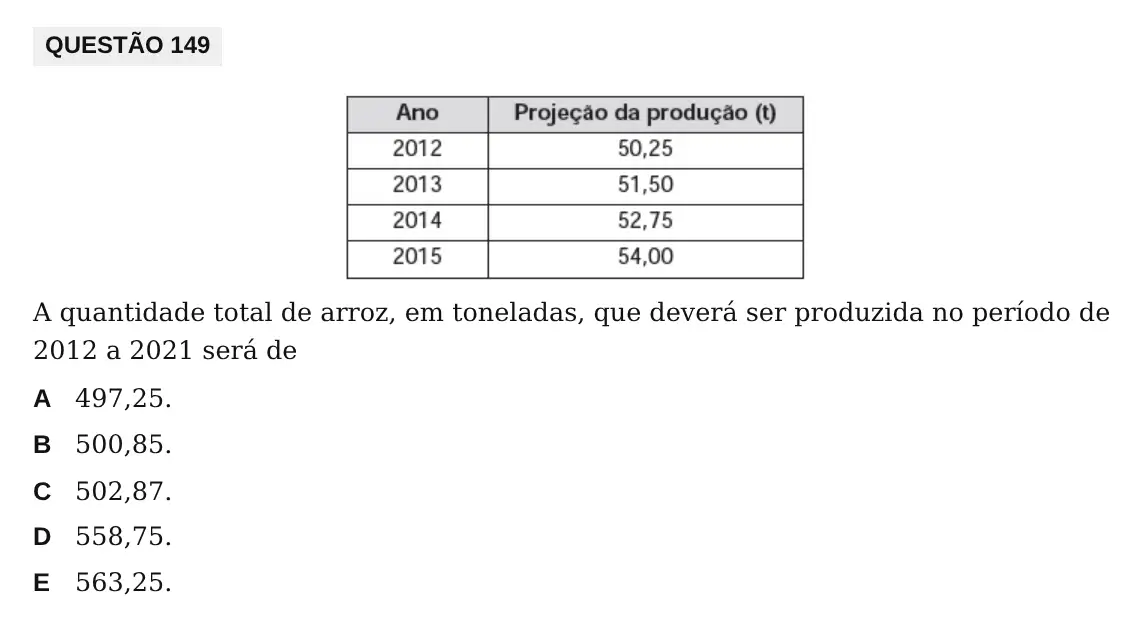 QUESTÃO 149
Ano Projeção da produção (t)
2012 50,25
2013 51,50
2014 52,75
2015 54,00
A quantidade total de arroz, em toneladas, que deverá ser produzida no período de
2012 a 2021 será de
A 497,25.
B 500,85.
C 502,87.
D 558,75.
E 563,25.